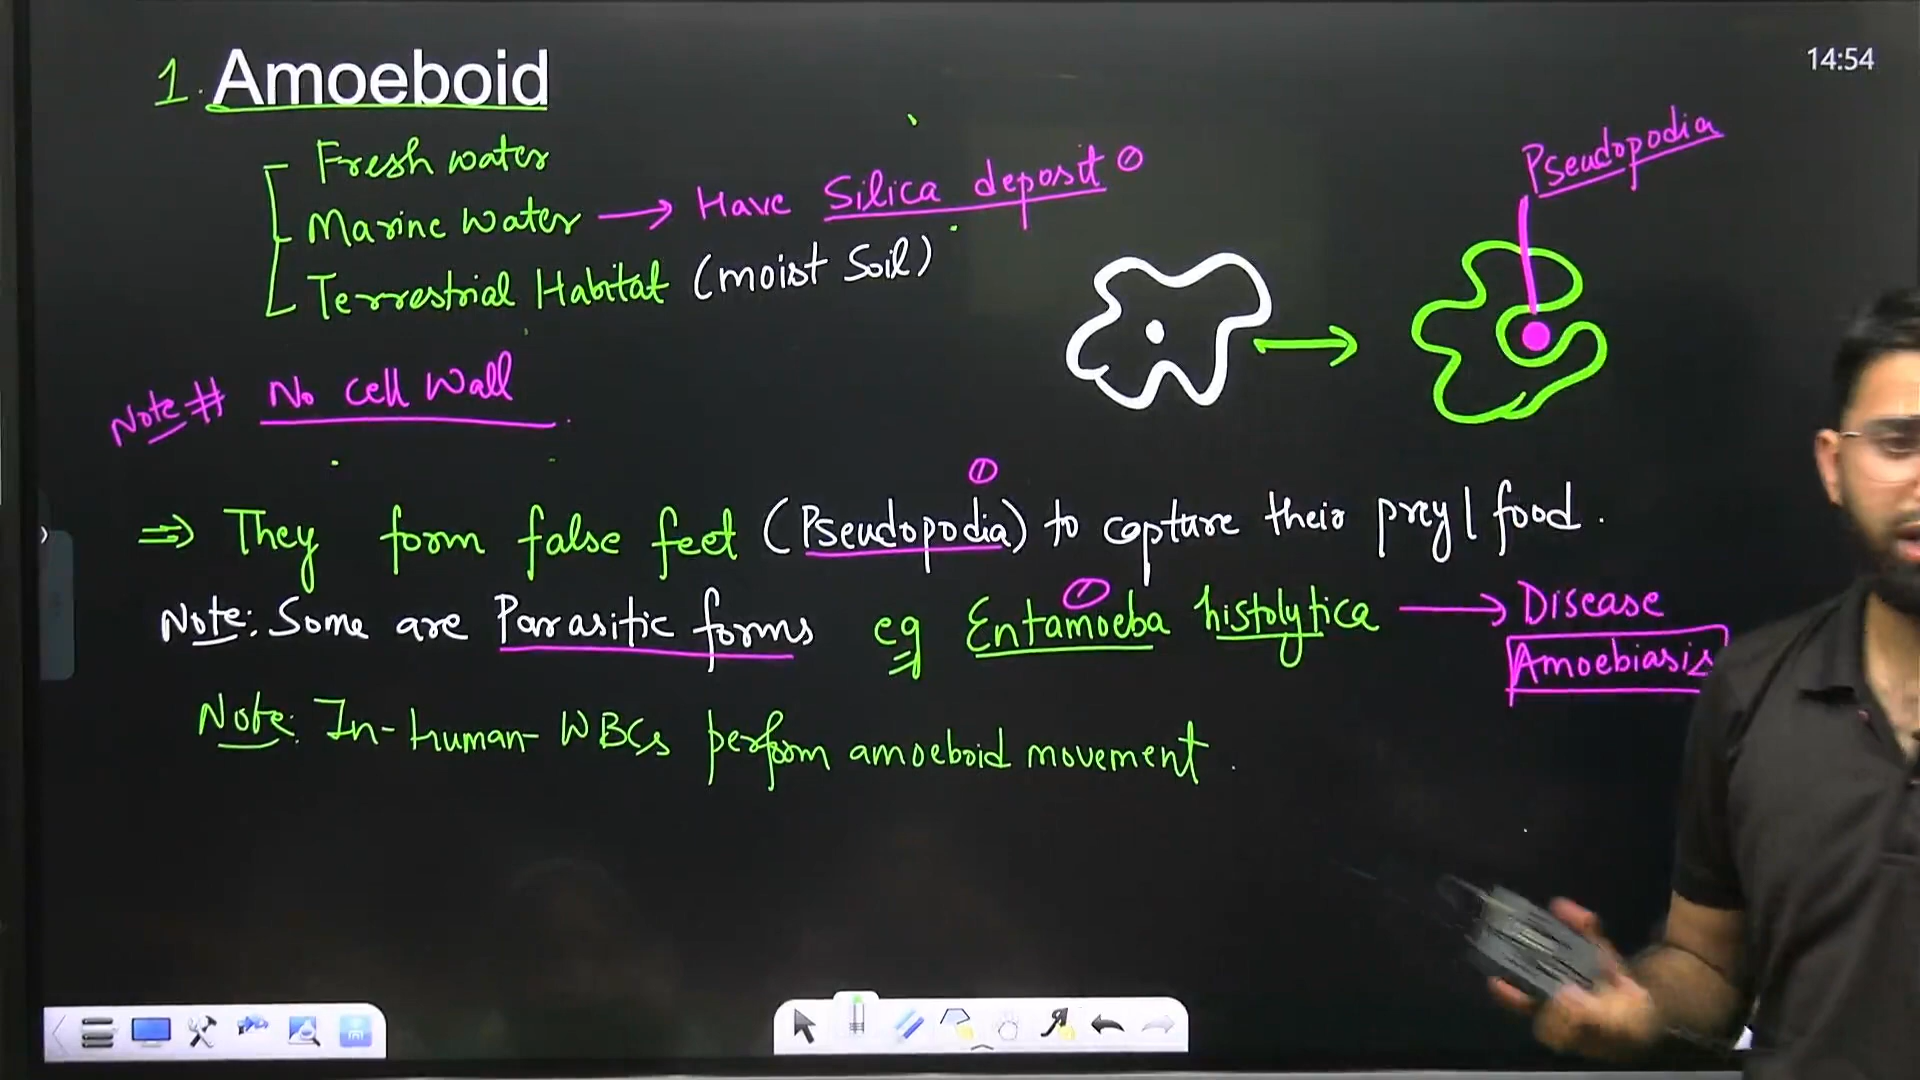 14:54
1. Amoeboid
Fresh water
Marine water → Have Silica deposit
Terrestrial Habitat (moist Soil)
Pseudopodia
Note # No Cell Wall
⇒ They form false feet (Pseudopodia) to capture their prey / food.
Note: Some are Parasitic forms eg Entamoeba histolytica → Disease
Amoebiasis
Note: In-human-WBCs perform amoeboid movement.